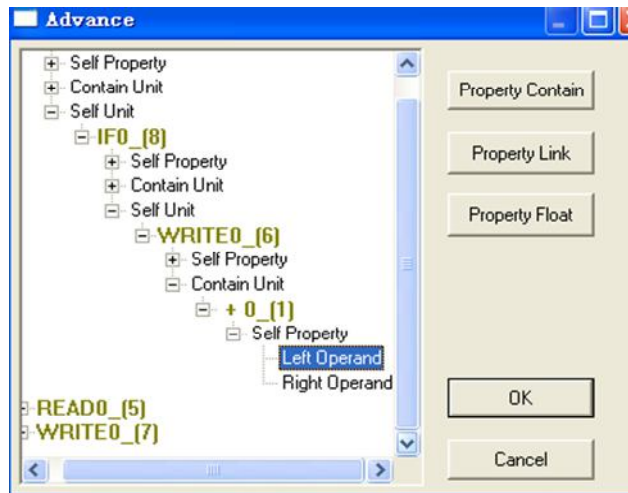 Advance
Self Property
Contain Unit
Self Unit
IF0_(8)
Self Property
Contain Unit
Self Unit
WRITE0_(6)
Self Property
Contain Unit
+ 0_(1)
Self Property
Left Operand
Right Operand
READ0_(5)
WRITE0_(7)
Property Contain
Property Link
Property Float
OK
Cancel